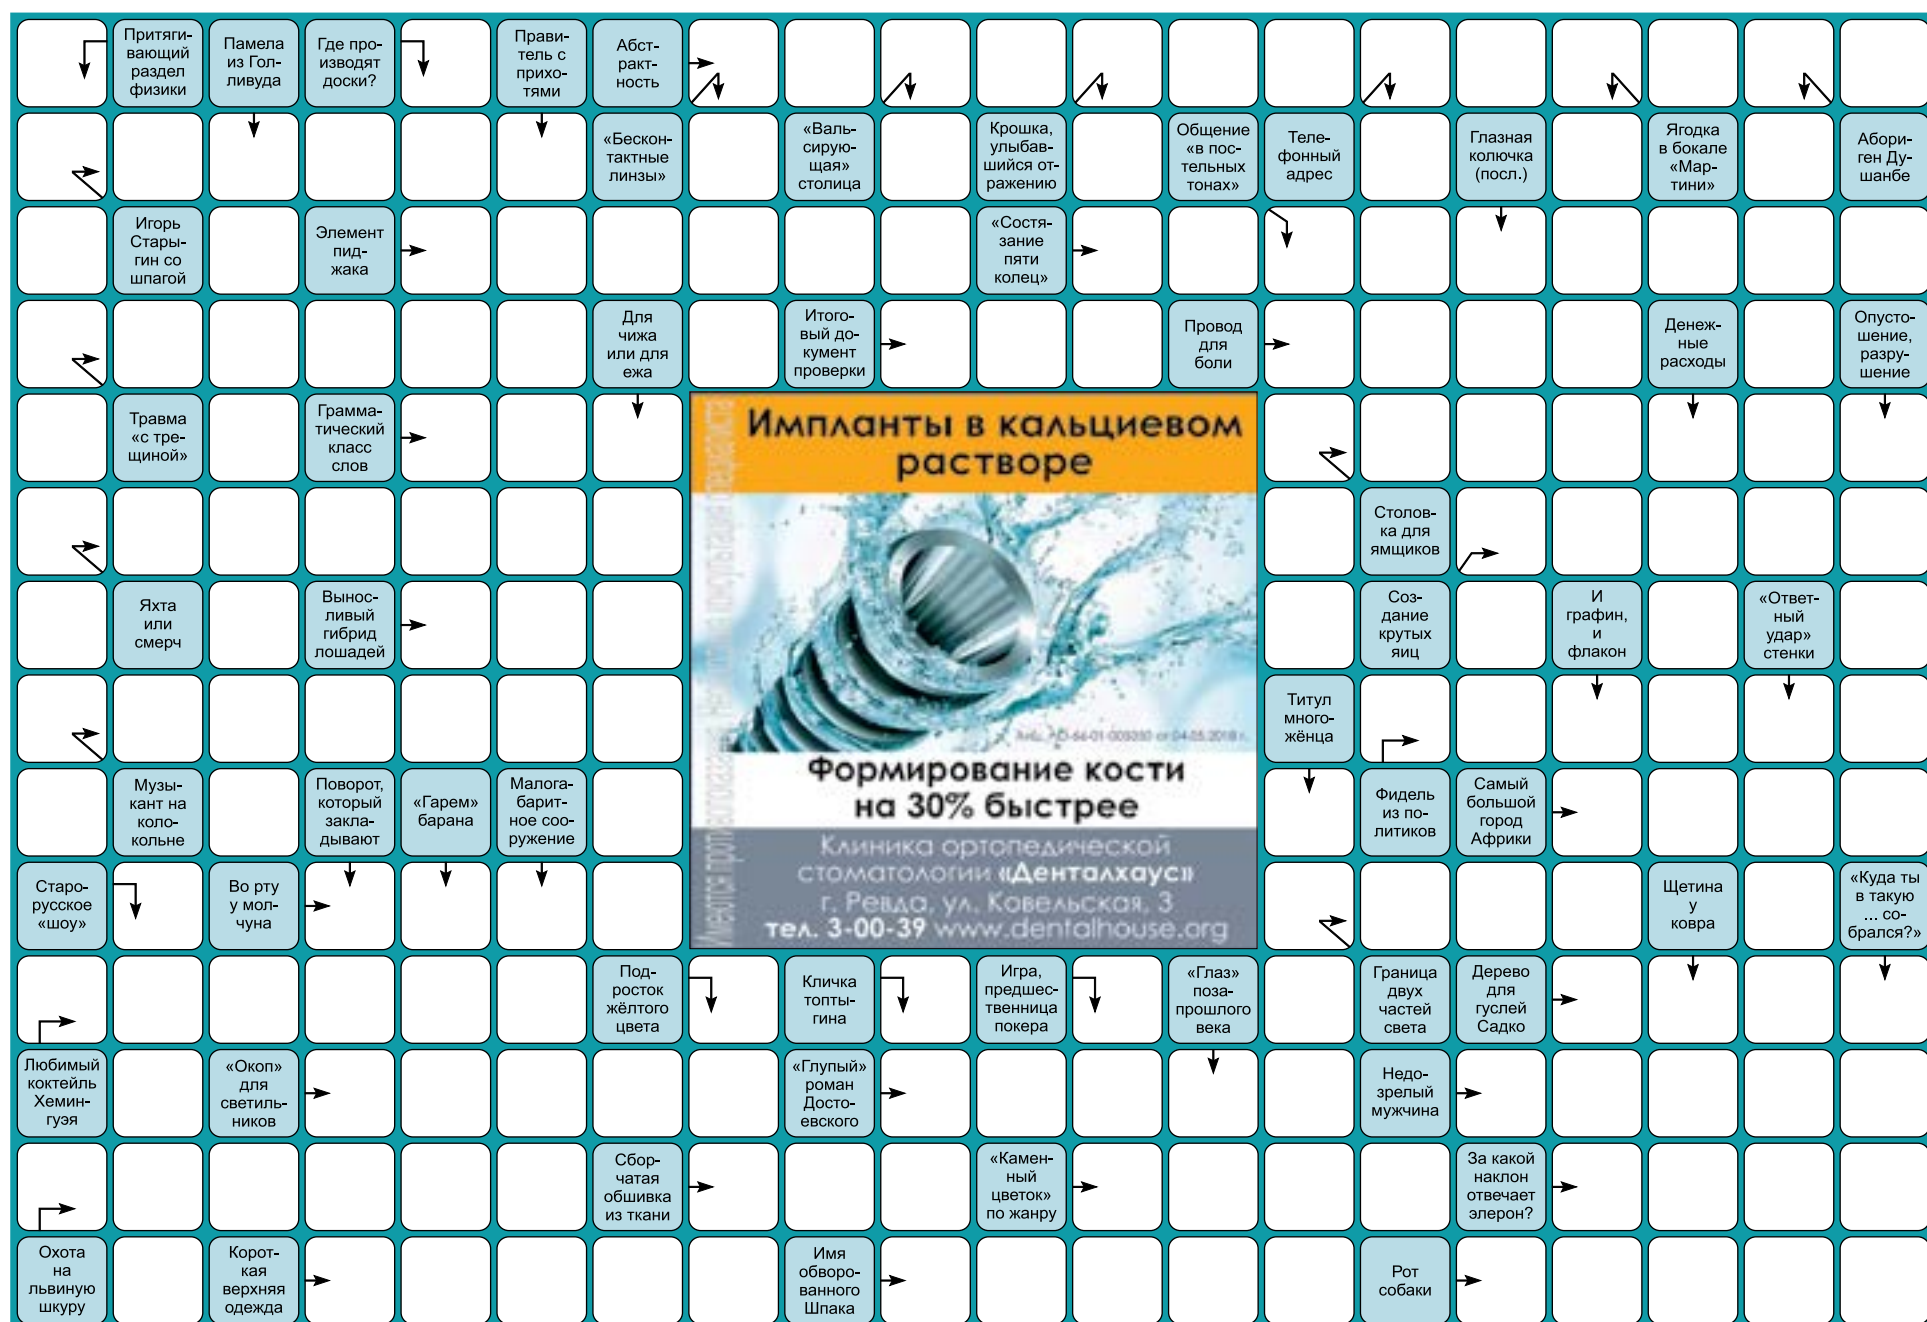 Притяги-
вающий
раздел
физики
Памела
из Гол-
ливуда
Где про-
изводят
доски?
Прави-
тель с
прихо-
тями
Абст-
ракт-
ность
«Бескон-
тактные
линзы»
«Валь-
сирую-
щая»
столица
Крошка,
улыбав-
шийся от-
ражению
Общение
«в пос-
тельных
тонах»
Теле-
фонный
адрес
Глазная
колючка
(посл.)
Ягодка
в бокале
«Мар-
тини»
Абори-
ген Ду-
шанбе
Игорь
Стары-
гин со
шпагой
Элемент
пид-
жака
«Состя-
зание
пяти
колец»
Для
чижа
или для
ежа
Итого-
вый до-
кумент
проверки
Провод
для
боли
Денеж-
ные
расходы
Опусто-
шение,
разру-
шение
Травма
«с тре-
щиной»
Грамма-
тический
класс
слов
Импланты в кальциевом
растворе
Столов-
ка для
ямщиков
Яхта
или
смерч
Вынос-
ливый
гибрид
лошадей
Соз-
дание
крутых
яиц
И
графин,
и
флакон
«Ответ-
ный
удар»
стенки
Титул
много-
жёнца
Формирование кости
на 30% быстрее
Музы-
кант на
коло-
кольне
Поворот,
который
закла-
дывают
«Гарем»
барана
Малога-
барит-
ное соо-
ружение
Фидель
из по-
литиков
Самый
большой
город
Африки
Клиника ортопедической
стоматологии «Денталхаус»
г. Ревда, ул. Ковельская, 3
тел. 3-00-39 www.dentalhouse.org
Старо-
русское
«шоу»
Во рту
у мол-
чуна
Щетина
у
ковра
«Куда ты
в такую
... со-
брался?»
Под-
росток
жёлтого
цвета
Кличка
топты-
гина
Игра,
предшес-
твенница
покера
«Глаз»
поза-
прошлого
века
Граница
двух
частей
света
Дерево
для
гуслей
Садко
Любимый
коктейль
Хемин-
гуэя
«Окоп»
для
светиль-
ников
«Глупый»
роман
Досто-
евского
Недо-
зрелый
мужчина
Сбор-
чатая
обшивка
из ткани
«Камен-
ный
цветок»
по жанру
За какой
наклон
отвечает
элерон?
Охота
на
львиную
шкуру
Корот-
кая
верхняя
одежда
Имя
обворо-
ванного
Шпака
Рот
собаки